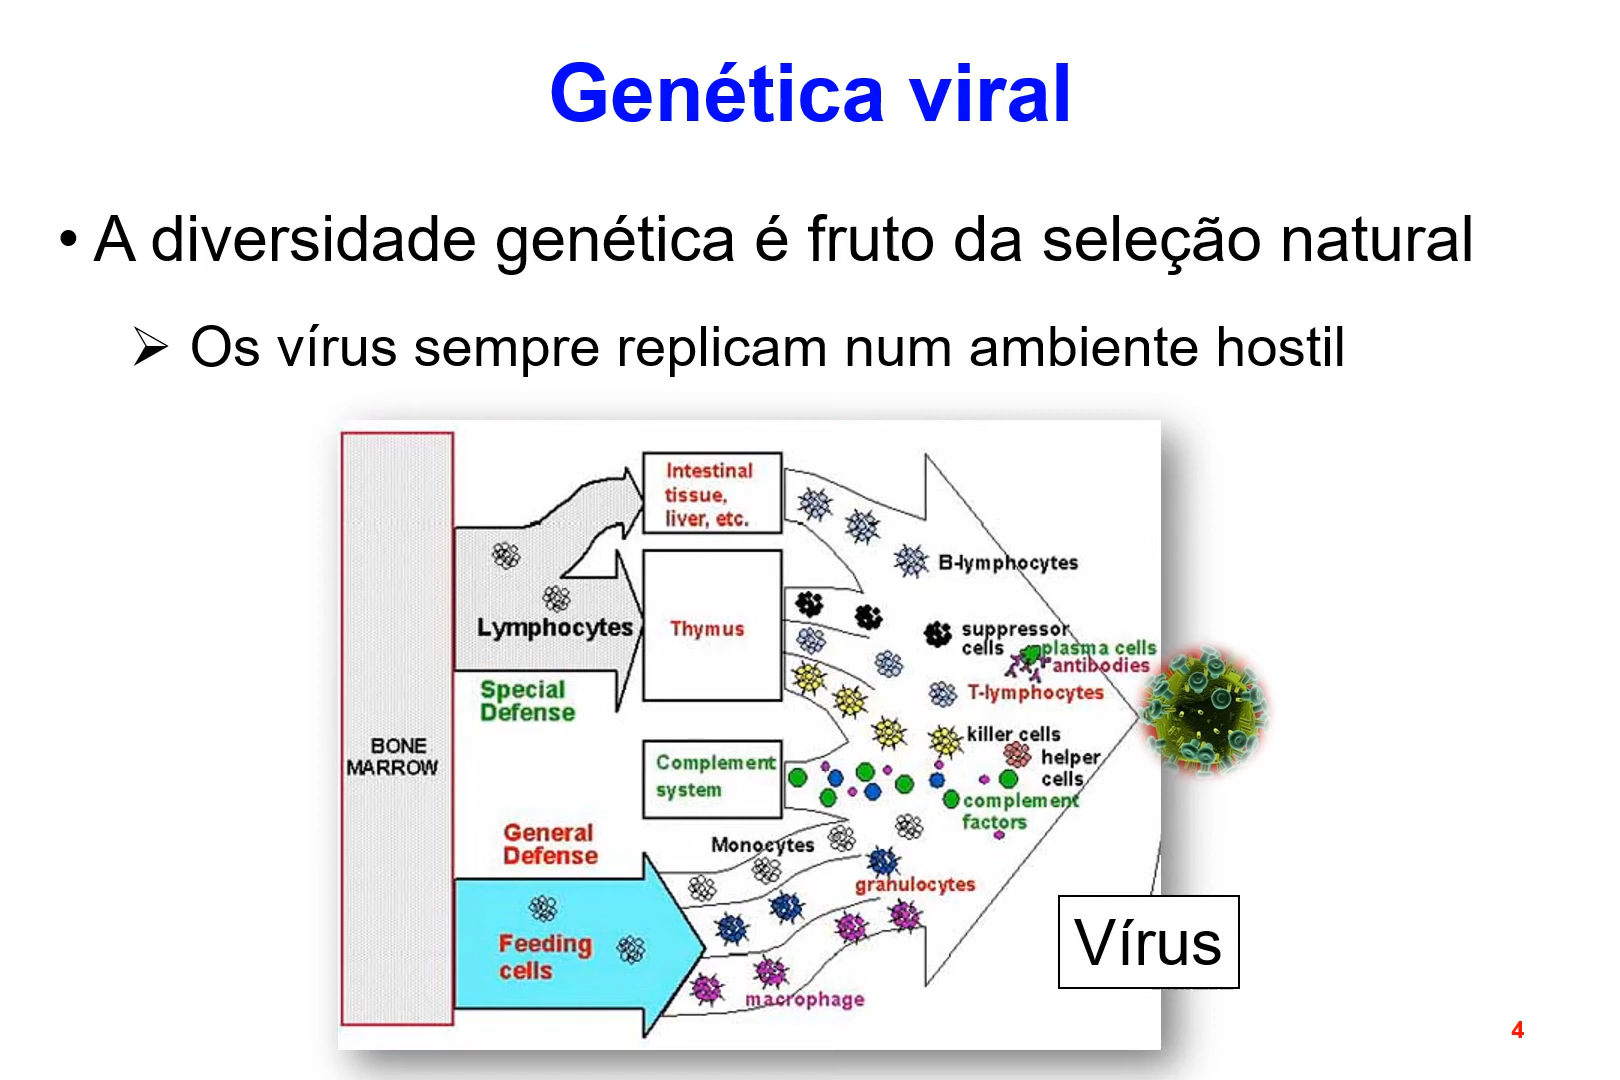 Genética viral
• A diversidade genética é fruto da seleção natural
➢ Os vírus sempre replicam num ambiente hostil
BONE
MARROW
Lymphocytes
Special
Defense
General
Defense
Feeding
cells
Intestinal
tissue,
liver, etc.
Thymus
Complement
system
Monocytes
granulocytes
macrophage
B-lymphocytes
suppressor
cells
plasma cells
antibodies
T-lymphocytes
killer cells
helper
cells
complement
factors
Vírus
4